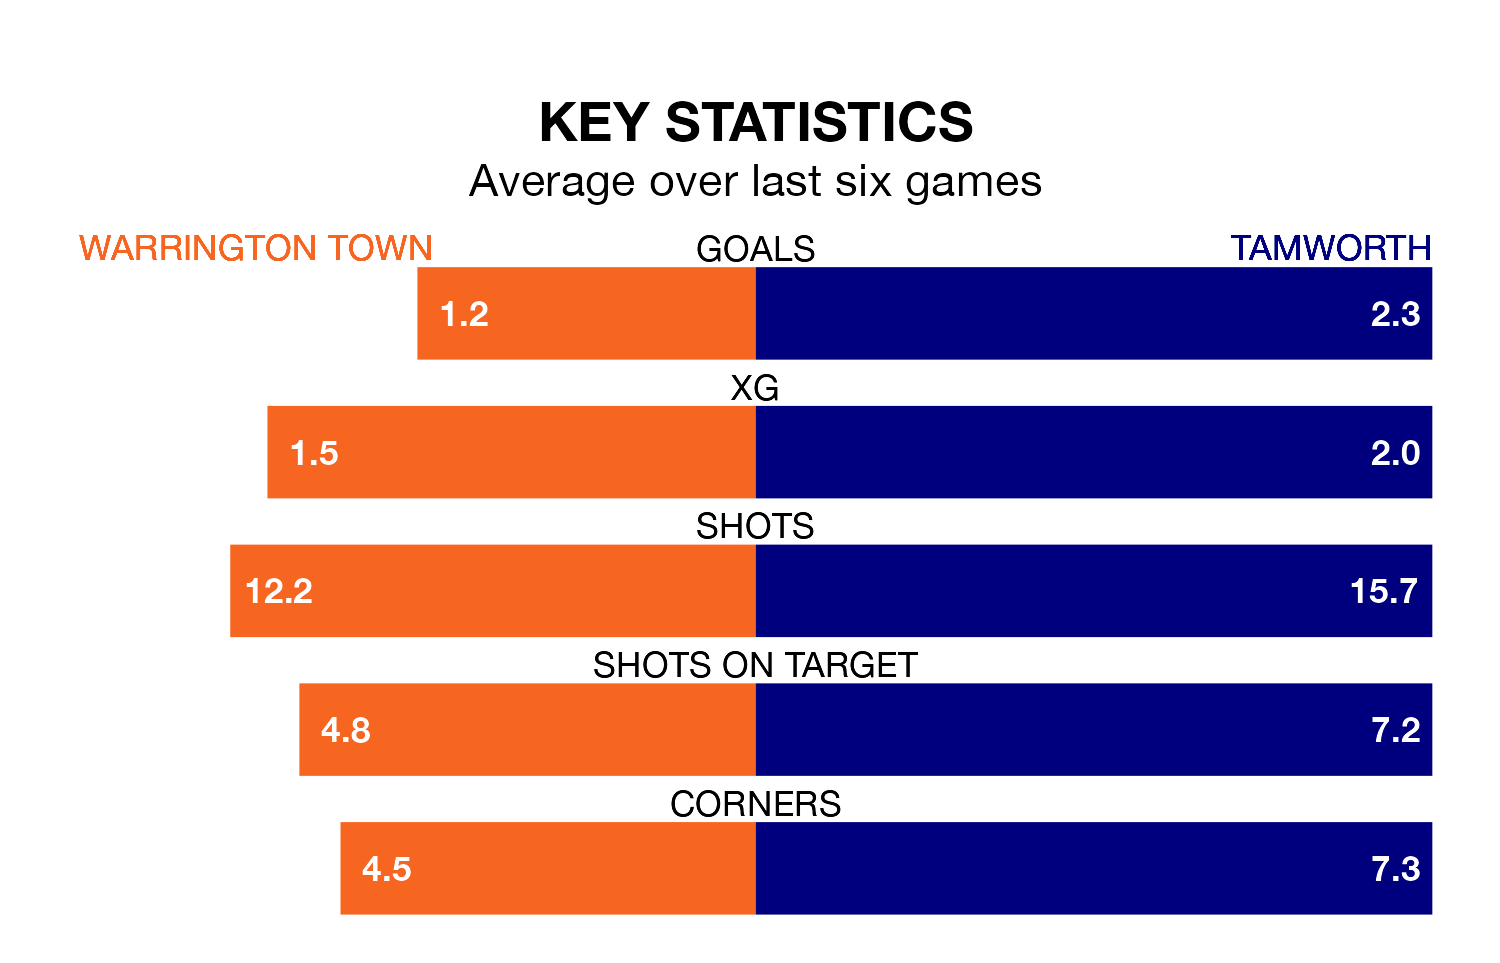 KEY STATISTICS
Average over last six games
WARRINGTON TOWN GOALS TAMWORTH
1.2 2.3
XG
1.5 2.0
SHOTS
12.2 15.7
SHOTS ON TARGET
4.8 7.2
CORNERS
4.5 7.3